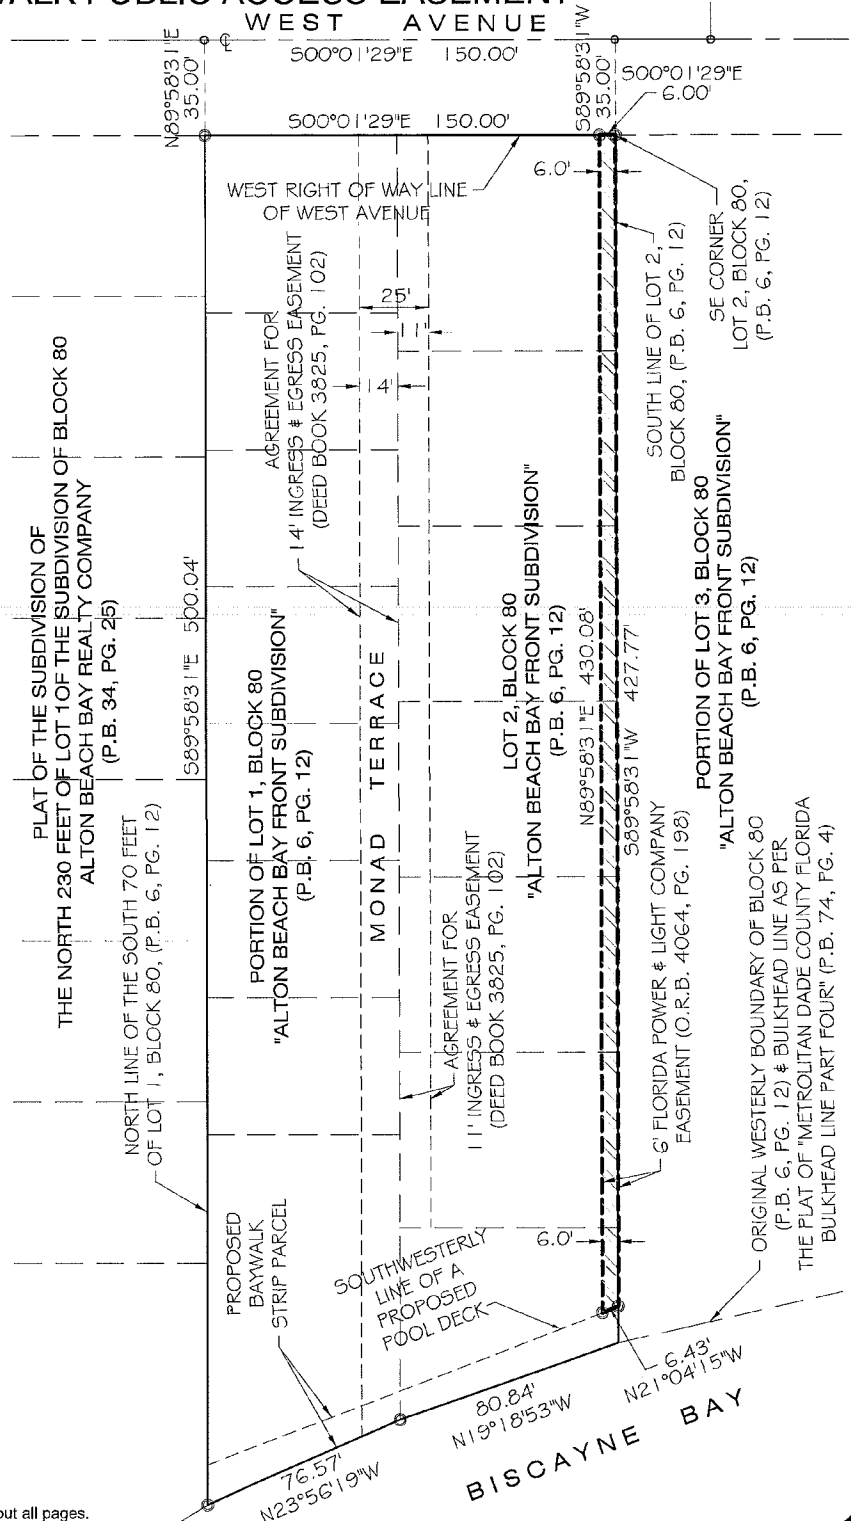 WALK PUBLIC ACCESS EASEMENT
WEST AVENUE
S00°01'29"E 150.00'
N89°58'31"E
35.00'
S89°58'31"W
35.00'
S00°01'29"E
6.00'
S00°01'29"E 150.00'
WEST RIGHT OF WAY LINE
OF WEST AVENUE
6.0'
25'
11'
14'
AGREEMENT FOR
14' INGRESS & EGRESS EASEMENT
(DEED BOOK 3825, PG. 102)
SOUTH LINE OF LOT 2,
BLOCK 80, (P.B. 6, PG. 12)
SE CORNER
LOT 2, BLOCK 80,
(P.B. 6, PG. 12)
PLAT OF THE SUBDIVISION OF
THE NORTH 230 FEET OF LOT 1OF THE SUBDIVISION OF BLOCK 80
ALTON BEACH BAY REALTY COMPANY
(P.B. 34, PG. 25)
S89°58'31"E 500.04'
PORTION OF LOT 1, BLOCK 80
"ALTON BEACH BAY FRONT SUBDIVISION"
(P.B. 6, PG. 12)
MONAD TERRACE
LOT 2, BLOCK 80
"ALTON BEACH BAY FRONT SUBDIVISION"
(P.B. 6, PG. 12)
N89°58'31"E 430.08'
S89°58'31"W 427.77'
PORTION OF LOT 3, BLOCK 80
"ALTON BEACH BAY FRONT SUBDIVISION"
(P.B. 6, PG. 12)
NORTH LINE OF THE SOUTH 70 FEET
OF LOT 1, BLOCK 80, (P.B. 6, PG. 12)
AGREEMENT FOR
11' INGRESS & EGRESS EASEMENT
(DEED BOOK 3825, PG. 102)
6' FLORIDA POWER & LIGHT COMPANY
EASEMENT (O.R.B. 4064, PG. 198)
ORIGINAL WESTERLY BOUNDARY OF BLOCK 80
(P.B. 6, PG. 12) & BULKHEAD LINE AS PER
THE PLAT OF "METROLITAN DADE COUNTY FLORIDA
BULKHEAD LINE PART FOUR" (P.B. 74, PG. 4)
PROPOSED
BAYWALK
STRIP PARCEL
SOUTHWESTERLY
LINE OF A
PROPOSED
POOL DECK
6.0'
6.43'
N21°04'15"W
80.84'
N19°18'53"W
76.57'
N23°56'19"W
BISCAYNE BAY
out all pages.